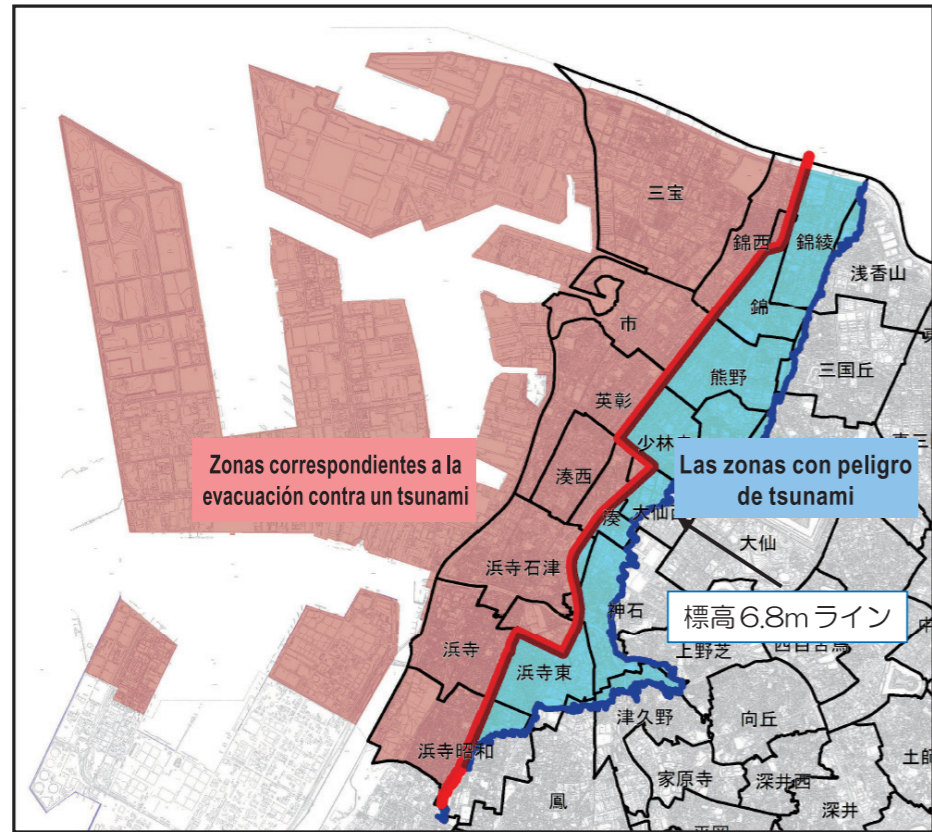 三宝
錦西
錦綾
浅香山
錦
市
熊野
三国丘
英彰
少林寺
Zonas correspondientes a la
evacuación contra un tsunami
Las zonas con peligro
de tsunami
湊西
湊
大仙西
大仙
浜寺石津
神石
標高6.8mライン
上野芝
浜寺
浜寺東
津久野
向丘
浜寺昭和
家原寺
深井西
土師
鳳
深井